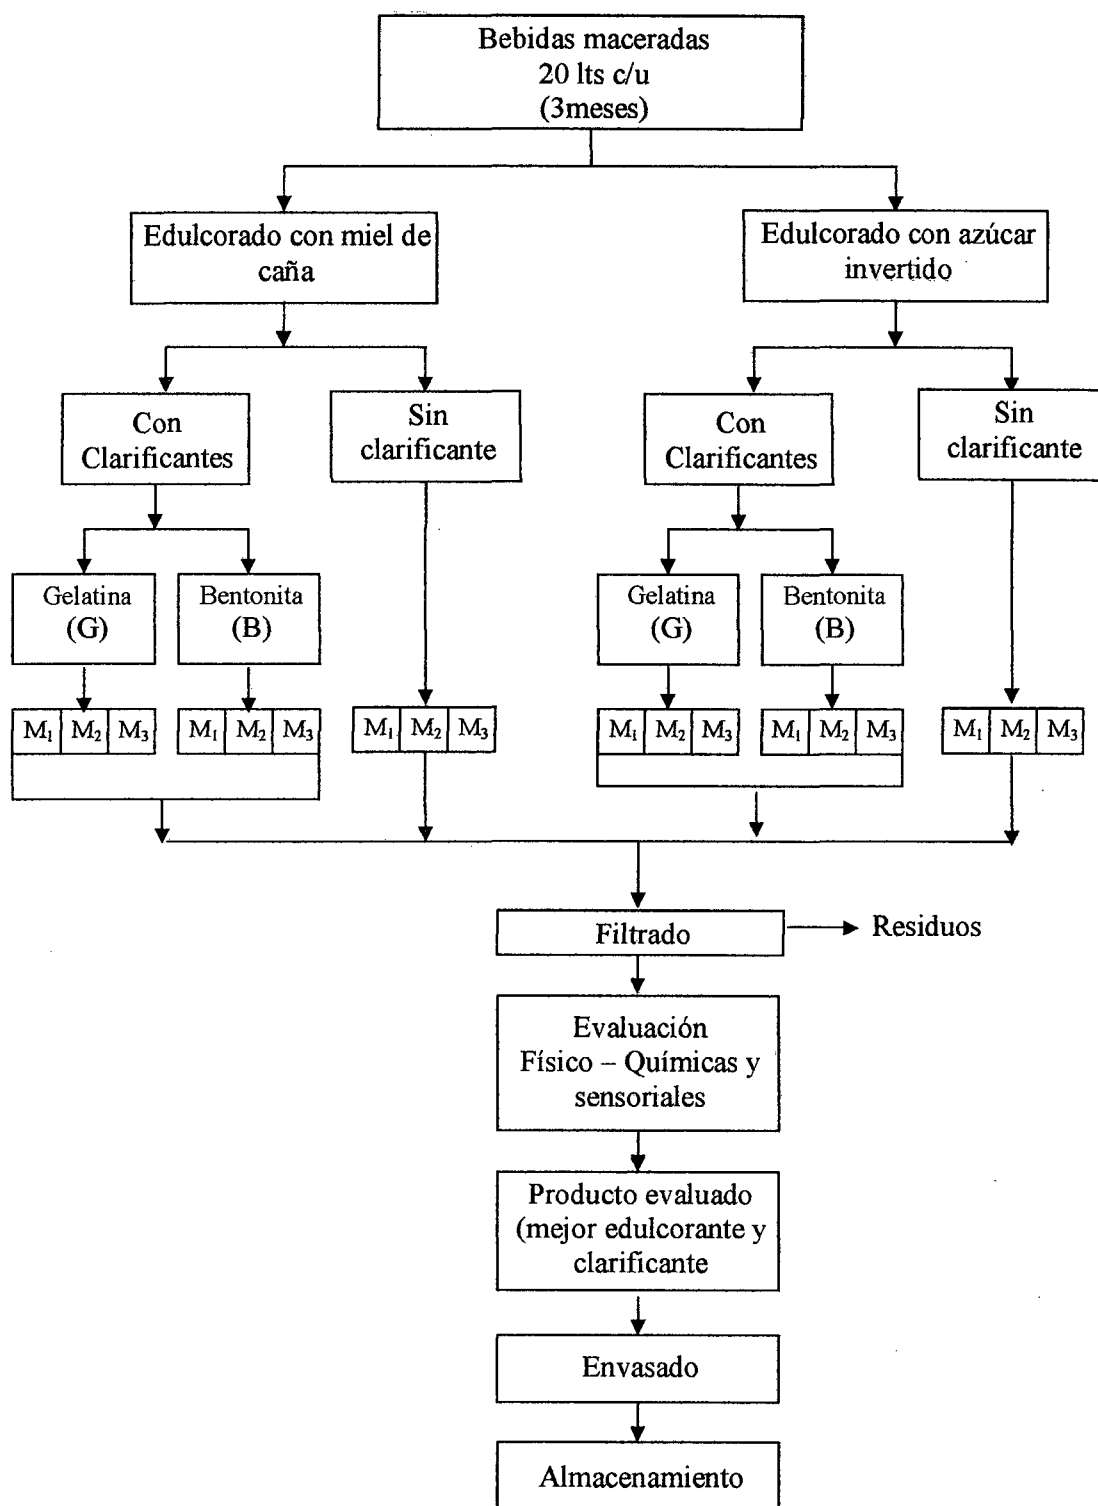 Bebidas maceradas
20 lts c/u
(3meses)
Edulcorado con miel de
caña
Edulcorado con azúcar
invertido
Con
Clarificantes
Sin
clarificante
Con
Clarificantes
Sin
clarificante
Gelatina
(G)
Bentonita
(B)
Gelatina
(G)
Bentonita
(B)
M₁ M₂ M₃
M₁ M₂ M₃
M₁ M₂ M₃
M₁ M₂ M₃
M₁ M₂ M₃
M₁ M₂ M₃
Filtrado
Residuos
Evaluación
Físico – Químicas y
sensoriales
Producto evaluado
(mejor edulcorante y
clarificante
Envasado
Almacenamiento